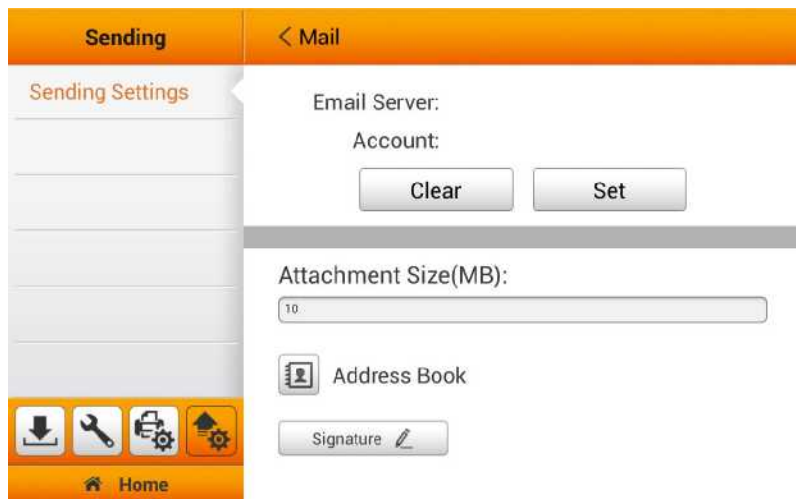 Sending
< Mail
Sending Settings
Email Server:
Account:
Clear
Set
Attachment Size(MB):
10
Address Book
Signature
Home